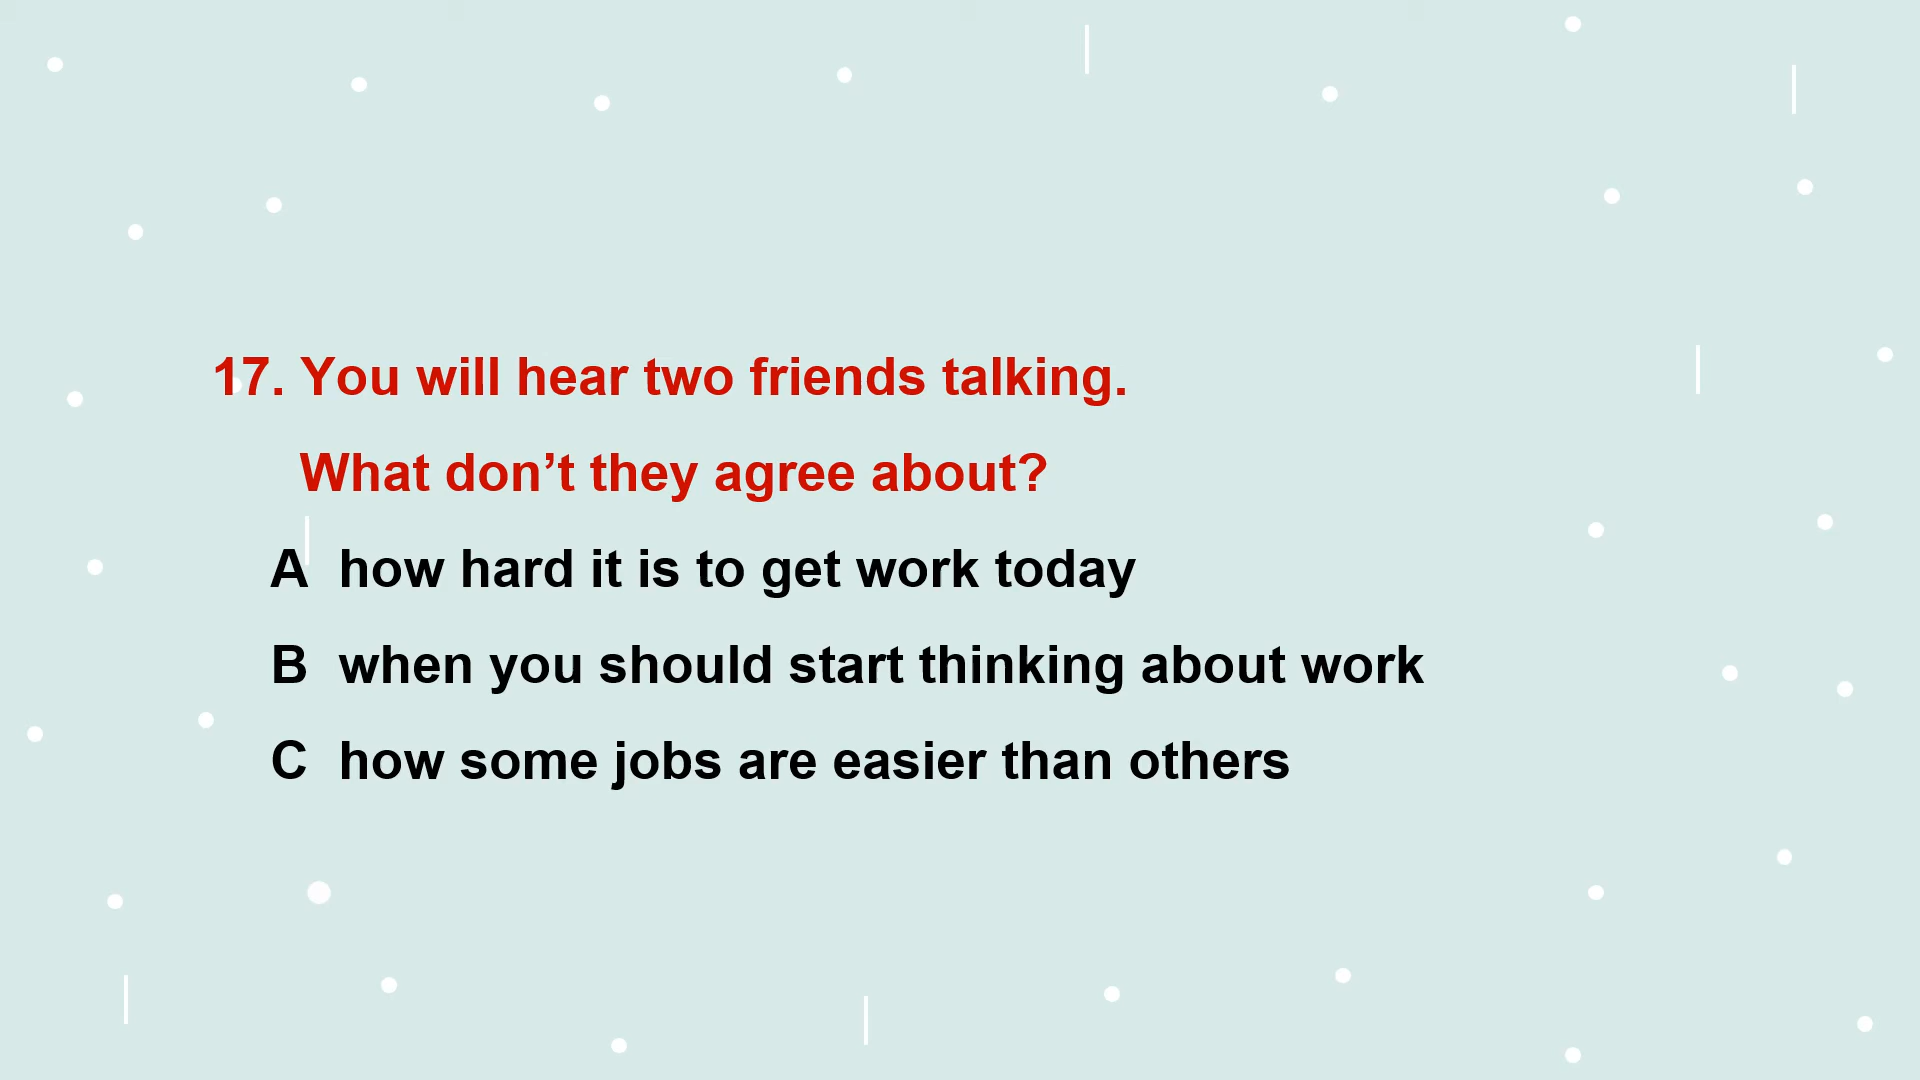 17. You will hear two friends talking.
What don’t they agree about?
A how hard it is to get work today
B when you should start thinking about work
C how some jobs are easier than others